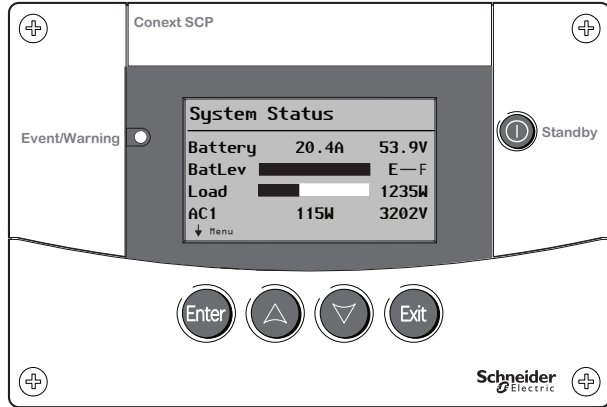 Conext SCP
Event/Warning
Standby
System Status
Battery 20.4A 53.9V
BatLev E—F
Load 1235W
AC1 115W 3202V
↓ Menu
Enter
Exit
Schneider
Electric